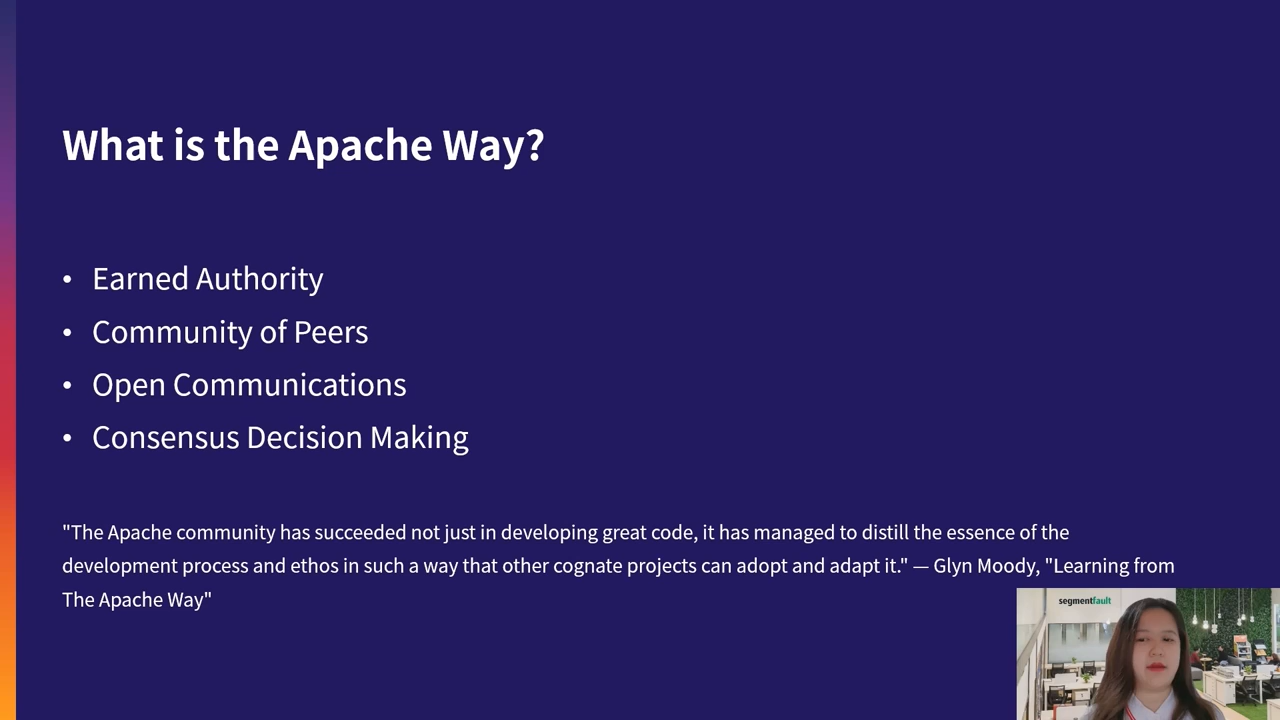 What is the Apache Way?
• Earned Authority
• Community of Peers
• Open Communications
• Consensus Decision Making
"The Apache community has succeeded not just in developing great code, it has managed to distill the essence of the
development process and ethos in such a way that other cognate projects can adopt and adapt it." — Glyn Moody, "Learning from
The Apache Way"
segmentfault